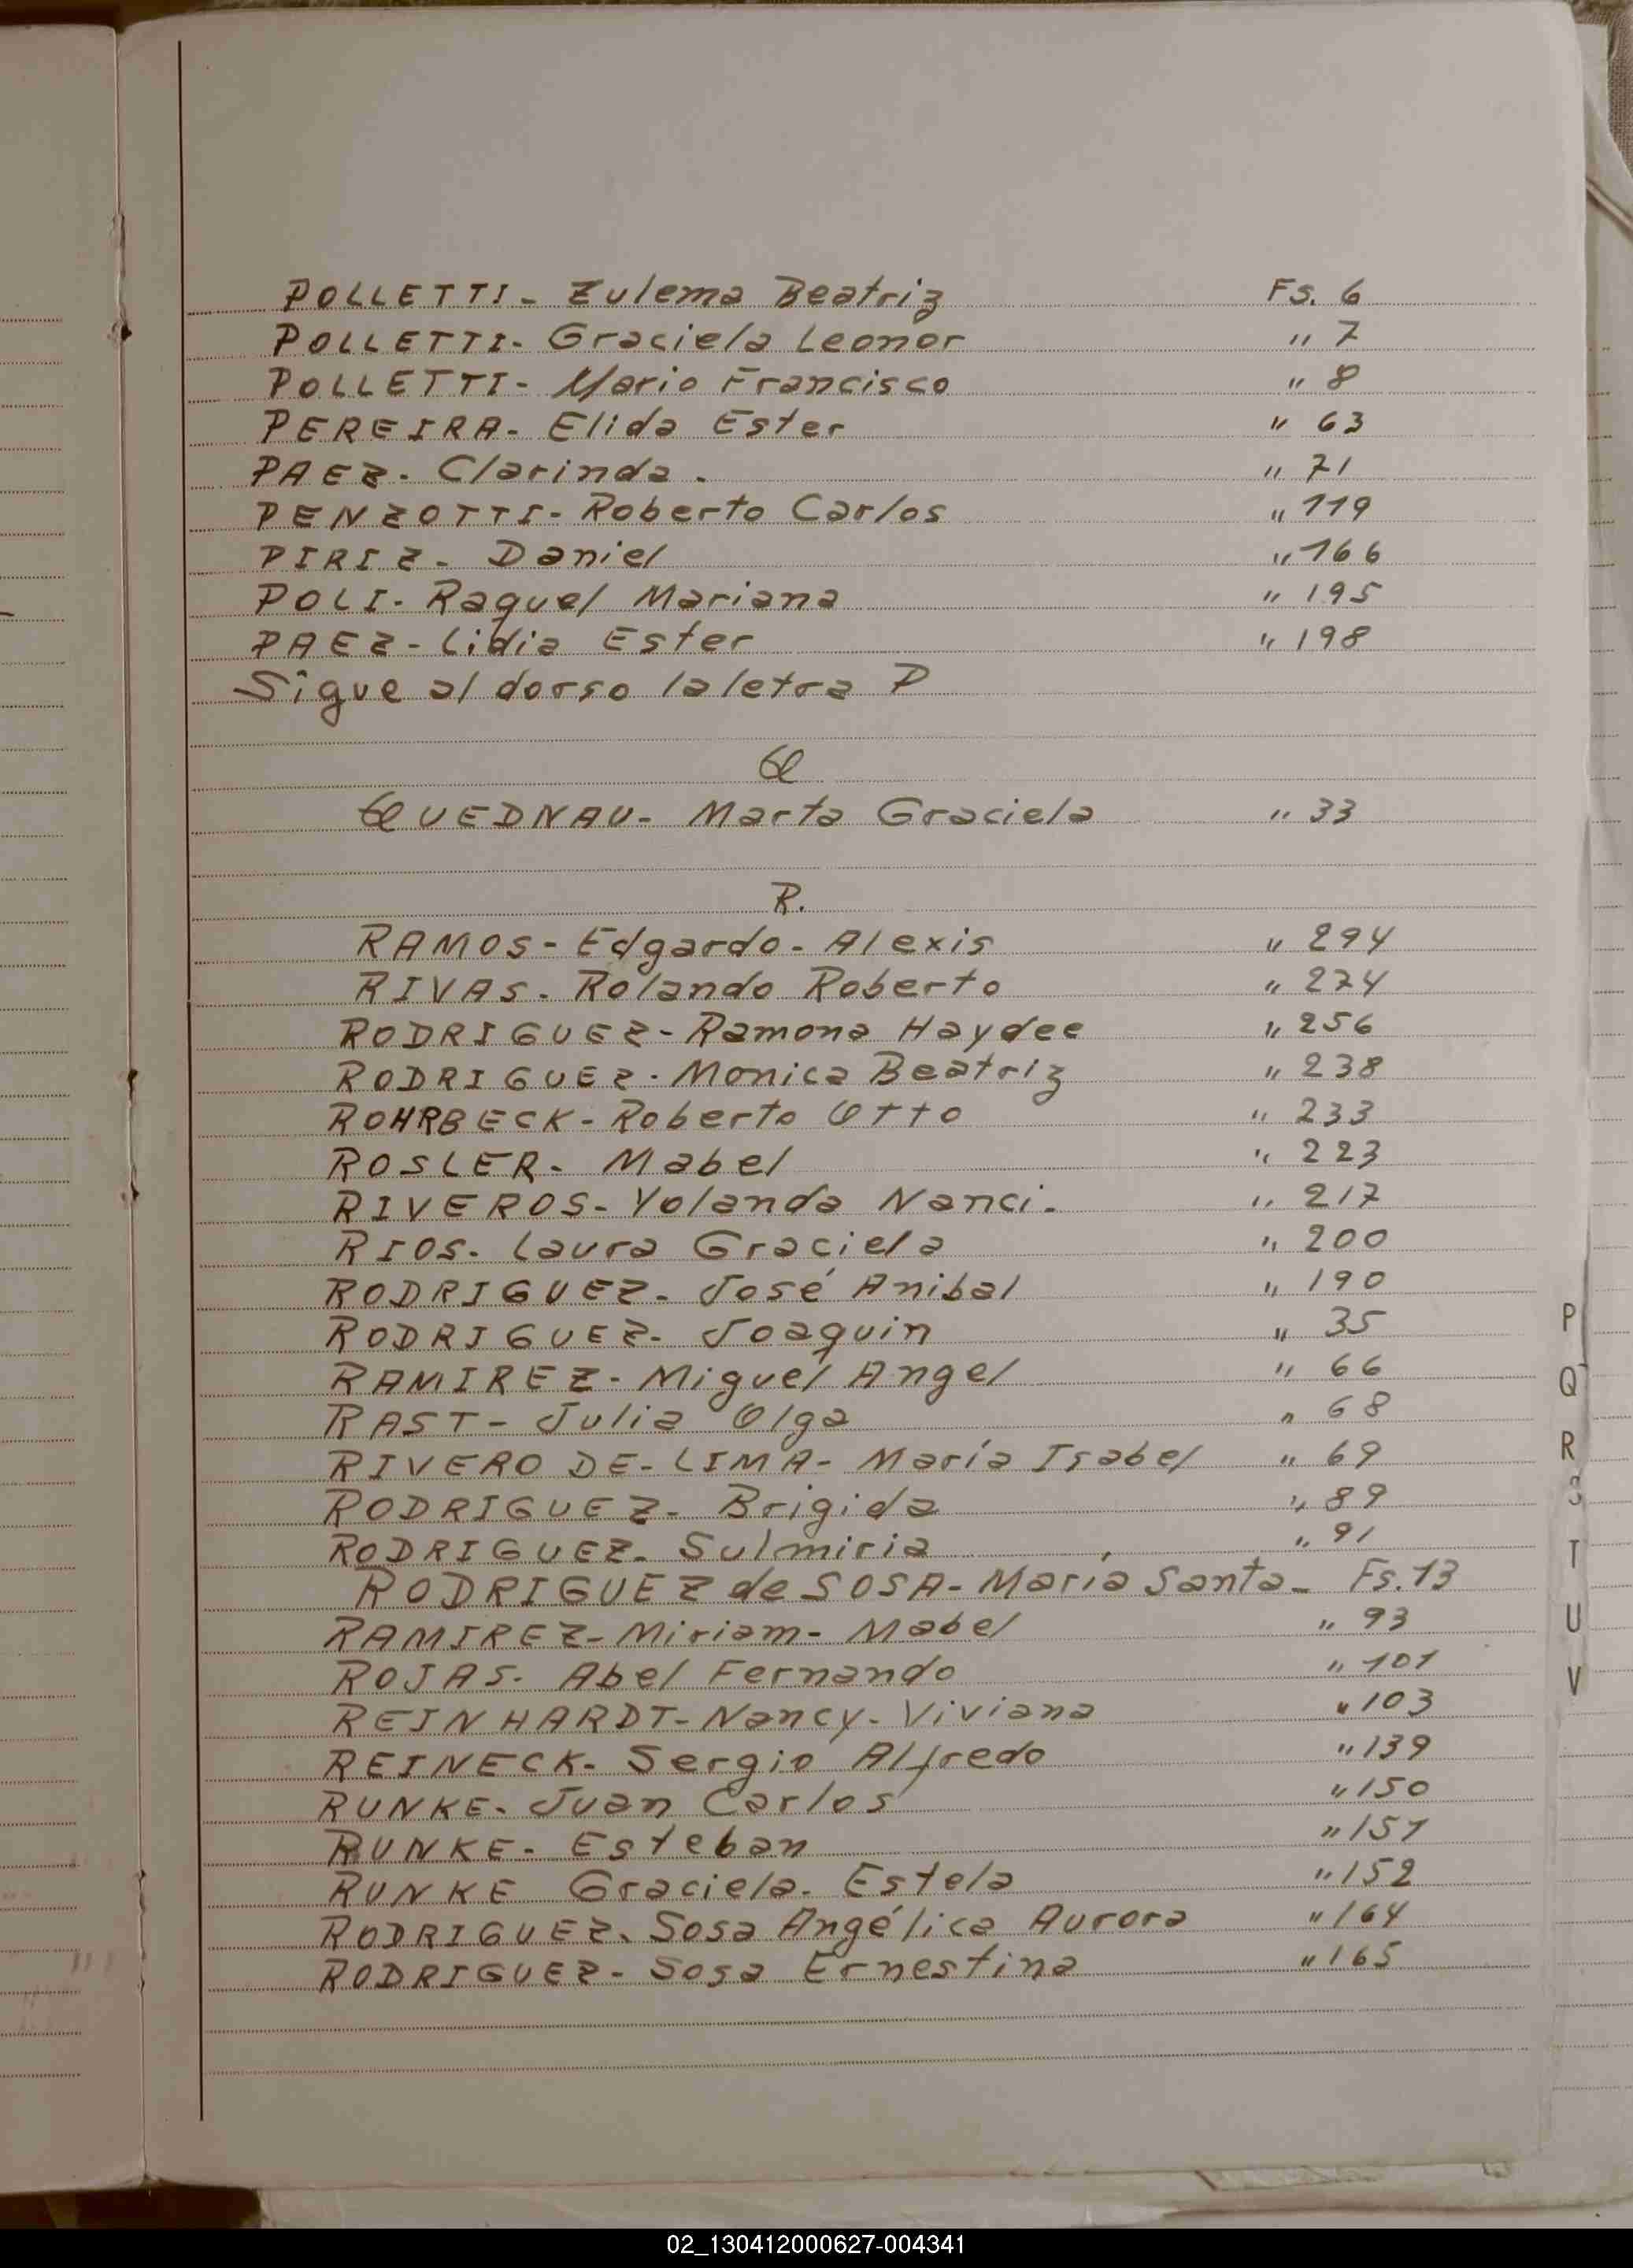 POLLETTI- Zulema Beatriz Fs. 6
POLLETTI- Graciela Leonor " 7
POLLETTI- Mario Francisco " 8
PEREIRA- Elida Ester " 63
PAEZ- Clarinda. " 71
PENZOTTI- Roberto Carlos " 119
PIRIZ- Daniel " 166
POLI- Raquel Mariana " 195
PAEZ- Lidia Ester " 198
Sigue al dorso la letra P
Q
QUEDNAU- Marta Graciela " 33
R.
RAMOS- Edgardo- Alexis " 294
RIVAS- Rolando Roberto " 274
RODRIGUEZ- Ramona Haydee " 256
RODRIGUEZ- Monica Beatriz " 238
ROHRBECK- Roberto Otto " 233
ROSLER- Mabel " 223
RIVEROS- Yolanda Nanci. " 217
RIOS- Laura Graciela " 200
RODRIGUEZ- José Anibal " 190
RODRIGUEZ- Joaquin " 35
RAMIREZ- Miguel Angel " 66
RAST- Julia Olga " 68
RIVERO DE-LIMA- María Isabel " 69
RODRIGUEZ- Brigida " 89
RODRIGUEZ- Sulmiria " 91
RODRIGUEZ de SOSA- María Santa- Fs. 13
RAMIREZ- Miriam- Mabel " 93
ROJAS- Abel Fernando " 101
REINHARDT- Nancy- Viviana " 103
REINECK- Sergio Alfredo " 139
RUNKE- Juan Carlos " 150
RUNKE- Esteban " 151
RUNKE Graciela- Estela " 152
RODRIGUEZ- Sosa Angélica Aurora " 164
RODRIGUEZ- Sosa Ernestina " 165
P
Q
R
S
T
U
V
02_130412000627-004341